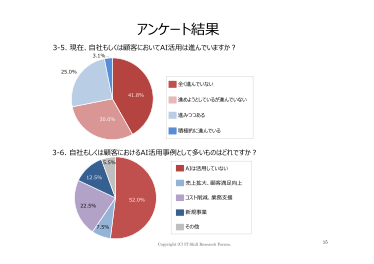 アンケート結果
3-5. 現在、自社もしくは顧客においてAI活用は進んでいますか？
3.1%
25.0%
41.8%
30.0%
全く進んでいない
進めようとしているが進んでいない
進みつつある
積極的に進んでいる
3-6. 自社もしくは顧客におけるAI活用事例として多いものはどれですか？
5.5%
12.5%
22.5%
7.5%
52.0%
AIは活用していない
売上拡大、顧客満足向上
コスト削減、業務支援
新規事業
その他
Copyright (C) IT Skill Research Forum.
15